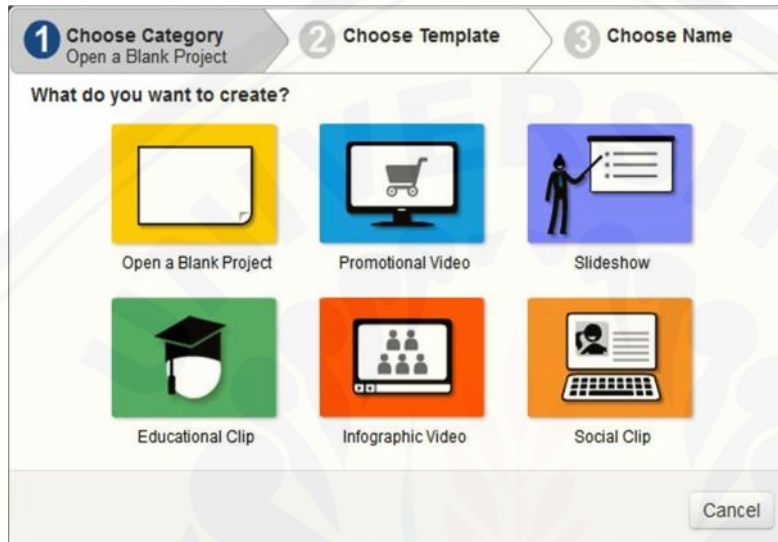 1 Choose Category
Open a Blank Project
2 Choose Template
3 Choose Name
What do you want to create?
Open a Blank Project
Promotional Video
Slideshow
Educational Clip
Infographic Video
Social Clip
Cancel